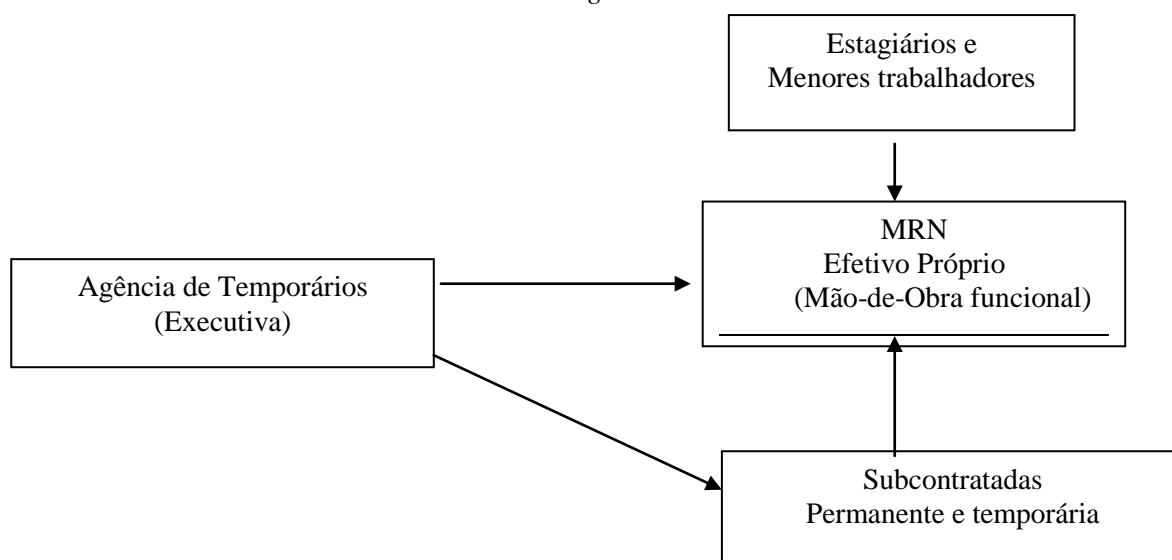 Estagiários e
Menores trabalhadores
MRN
Efetivo Próprio
(Mão-de-Obra funcional)
Agência de Temporários
(Executiva)
Subcontratadas
Permanente e temporária